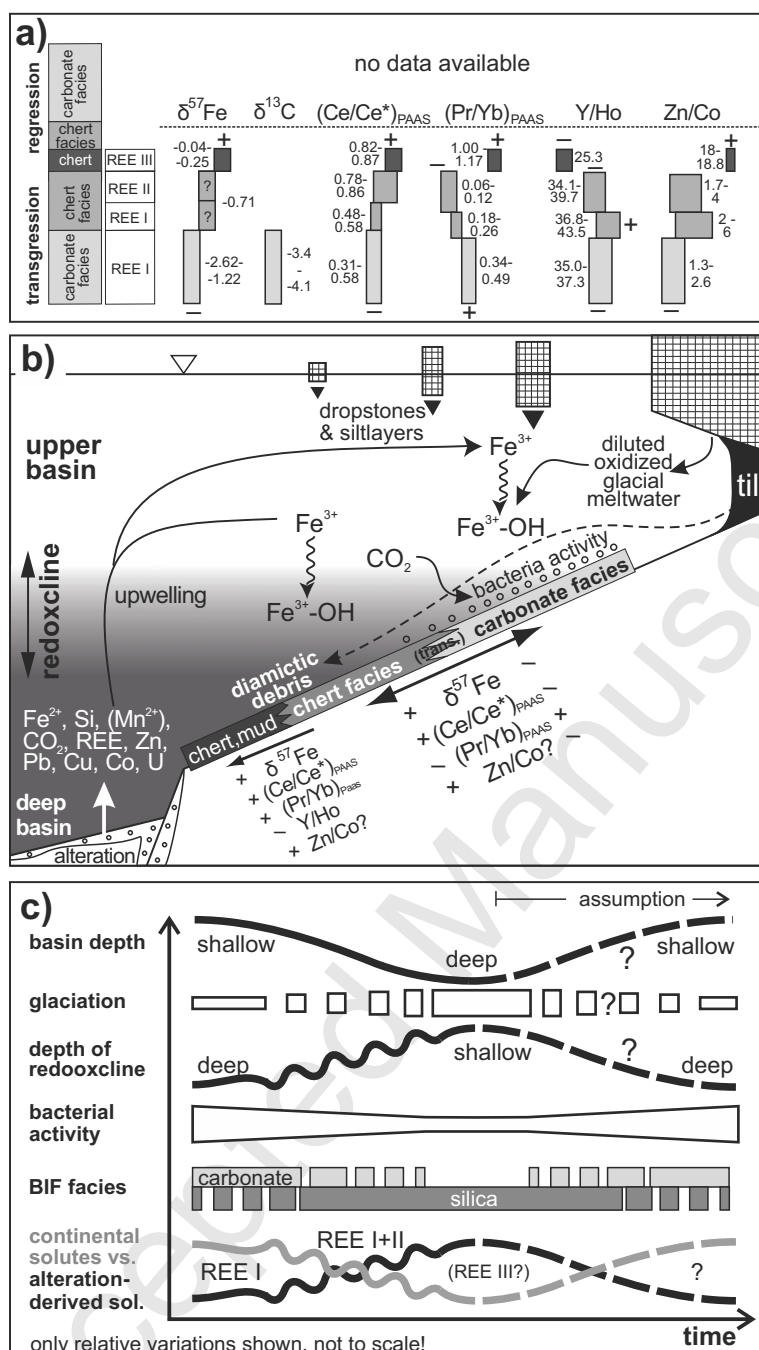 a)
no data available
regression
transgression
carbonate
facies
chert
facies
chert
chert
facies
carbonate
facies
REE III
REE II
REE I
REE I
δ57Fe
δ13C
(Ce/Ce*)PAAS
(Pr/Yb)PAAS
Y/Ho
Zn/Co
-0.04-
-0.25
+
?
?
-0.71
-2.62-
-1.22
–
-3.4
-
-4.1
+
0.82-
0.87
0.78-
0.86
0.48-
0.58
0.31-
0.58
–
+
1.00 -
1.17
–
0.06-
0.12
0.18-
0.26
0.34-
0.49
+
–
25.3
–
34.1-
39.7
36.8-
43.5
+
35.0-
37.3
–
+
18-
18.8
1.7-
4
2 -
6
1.3-
2.6
–
b)
dropstones
& siltlayers
upper
basin
Fe3+
diluted
oxidized
glacial
meltwater
til
Fe3+
Fe3+-OH
CO2
bacteria activity
redoxcline
upwelling
Fe3+-OH
carbonate facies
(trans.)
chert facies
diamictic
debris
chert,mud
Fe2+, Si, (Mn2+),
CO2, REE, Zn,
Pb, Cu, Co, U
deep
basin
alteration
+ δ57Fe
+ (Ce/Ce*)PAAS
+ (Pr/Yb)Paas
– Y/Ho
+ Zn/Co?
+ δ57Fe –
+ (Ce/Ce*)PAAS –
– (Pr/Yb)PAAS +
+ Zn/Co? –
c)
assumption
basin depth
shallow
deep
?
shallow
glaciation
?
depth of
redooxcline
deep
shallow
?
deep
bacterial
activity
BIF facies
carbonate
silica
continental
solutes vs.
alteration-
derived sol.
REE I
REE I+II
(REE III?)
?
only relative variations shown, not to scale!
time
cepted Manusc